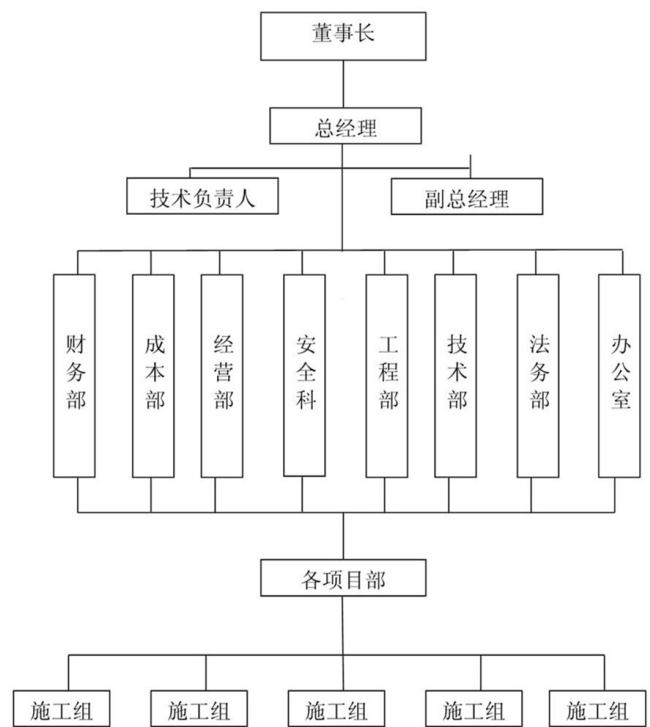 董事长
总经理
技术负责人
副总经理
财务部
成本部
经营部
安全科
工程部
技术部
法务部
办公室
各项目部
施工组
施工组
施工组
施工组
施工组